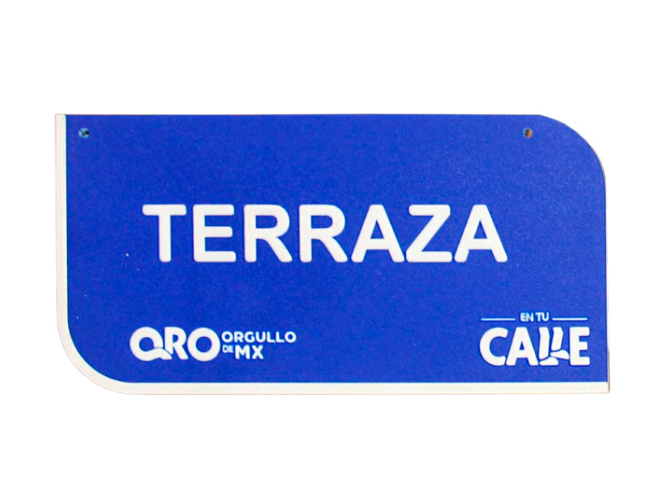 TERRAZA
QRO ORGULLO
DE MX
EN TU
CALLE